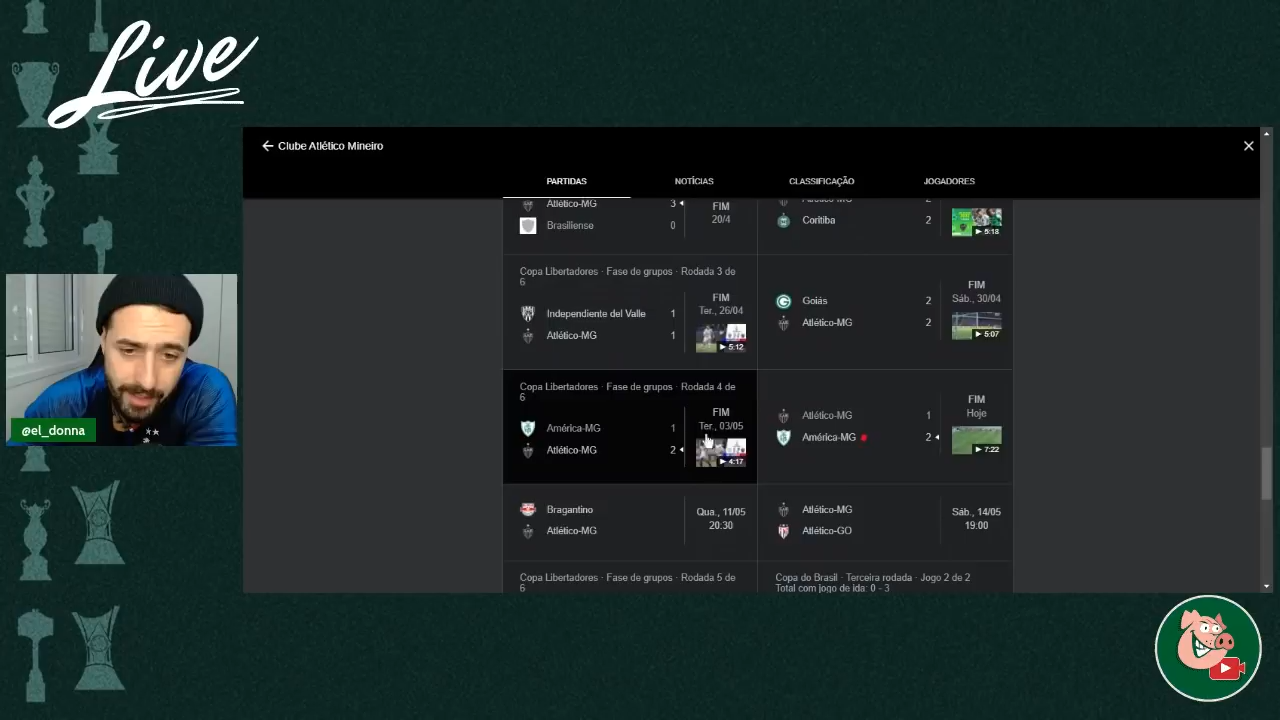 Live
Clube Atlético Mineiro
PARTIDAS
NOTÍCIAS
CLASSIFICAÇÃO
JOGADORES
Atlético-MG 3
Brasiliense 0
FIM
20/4
Atlético-MG 2
Coritiba 2
5:18
Copa Libertadores · Fase de grupos · Rodada 3 de
6
Independiente del Valle 1
Atlético-MG 1
FIM
Ter., 26/04
5:12
Goiás 2
Atlético-MG 2
FIM
Sáb., 30/04
5:07
Copa Libertadores · Fase de grupos · Rodada 4 de
6
América-MG 1
Atlético-MG 2
FIM
Ter., 03/05
4:17
Atlético-MG 1
América-MG 2
FIM
Hoje
7:22
Bragantino
Atlético-MG
Qua., 11/05
20:30
Atlético-MG
Atlético-GO
Sáb., 14/05
19:00
Copa Libertadores · Fase de grupos · Rodada 5 de
6
Copa do Brasil · Terceira rodada · Jogo 2 de 2
Total com jogo de ida: 0 - 3
@el_donna